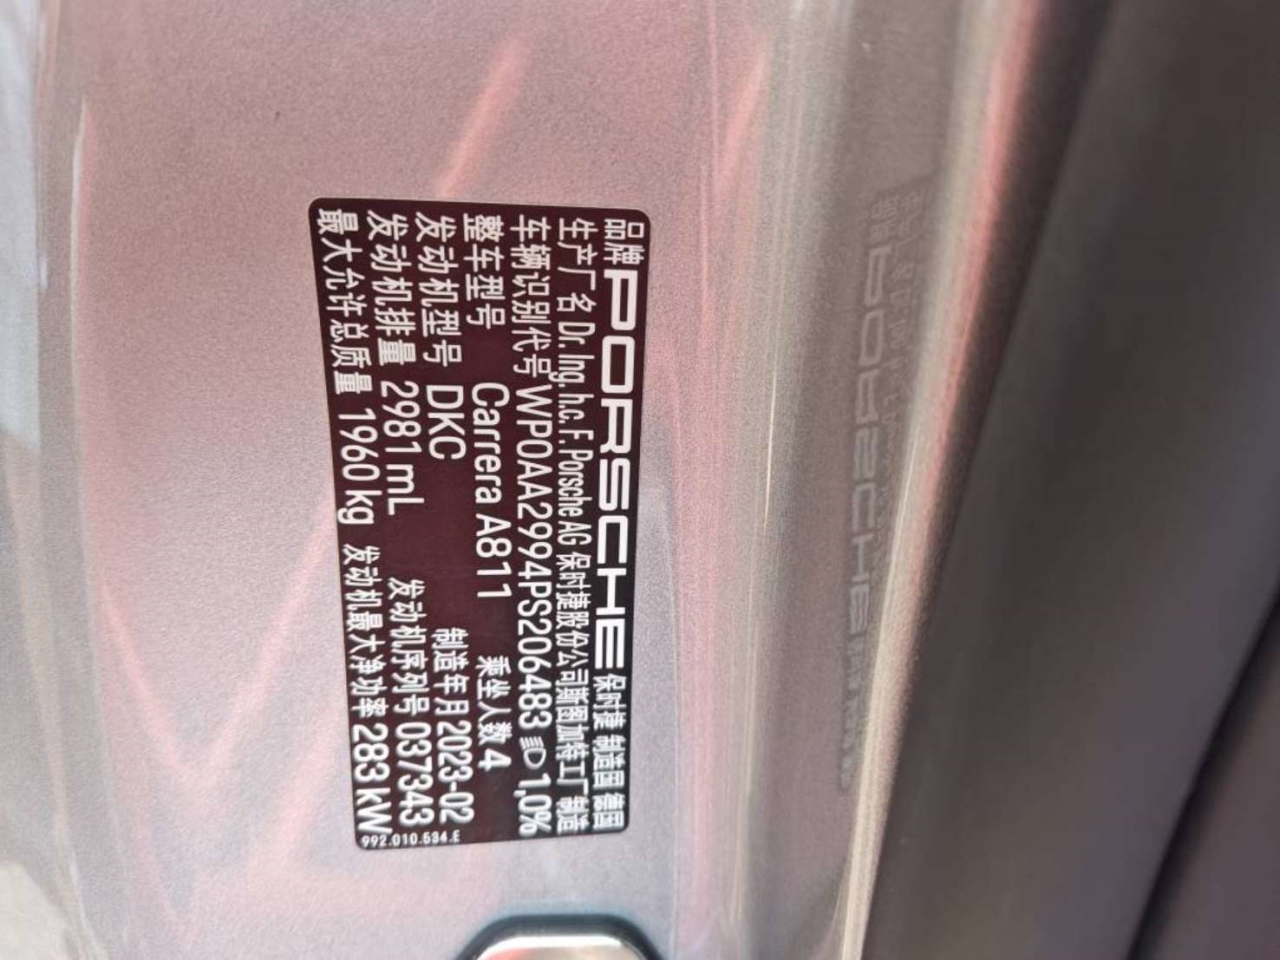 品牌 PORSCHE 保时捷 制造国 德国
生产厂名 Dr. Ing. h.c. F. Porsche AG 保时捷股份公司斯图加特工厂 制造
车辆识别代号 WP0AA2994PS206483 1,0%
整车型号 Carrera A811 乘坐人数 4
发动机型号 DKC 制造年月 2023-02
发动机排量 2981 mL 发动机序列号 037343
最大允许总质量 1960 kg 发动机最大净功率 283 kW
992.010.534.E